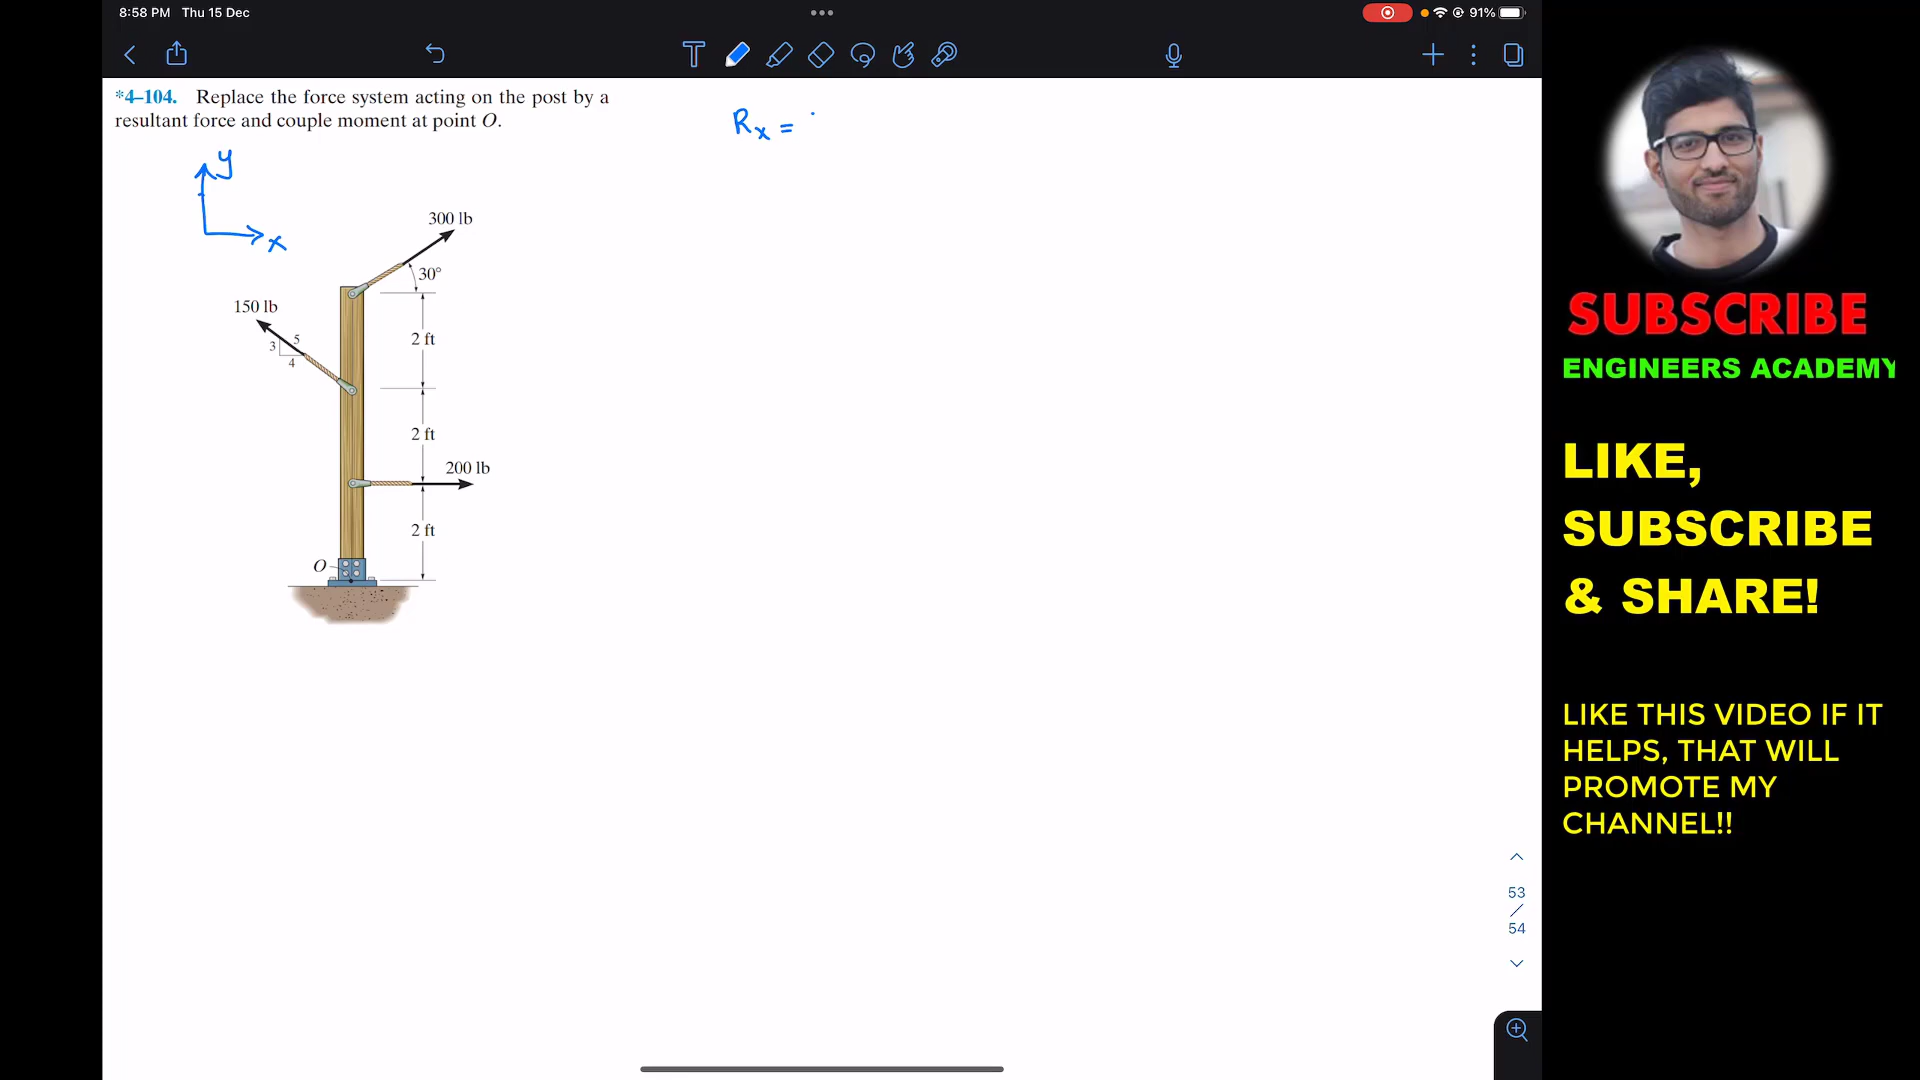 8:58 PM Thu 15 Dec
91%
*4–104. Replace the force system acting on the post by a
resultant force and couple moment at point O.
Rx =
y
x
300 lb
30°
150 lb
5
3
4
2 ft
2 ft
200 lb
2 ft
O
53
54
SUBSCRIBE
ENGINEERS ACADEMY
LIKE,
SUBSCRIBE
& SHARE!
LIKE THIS VIDEO IF IT
HELPS, THAT WILL
PROMOTE MY
CHANNEL!!